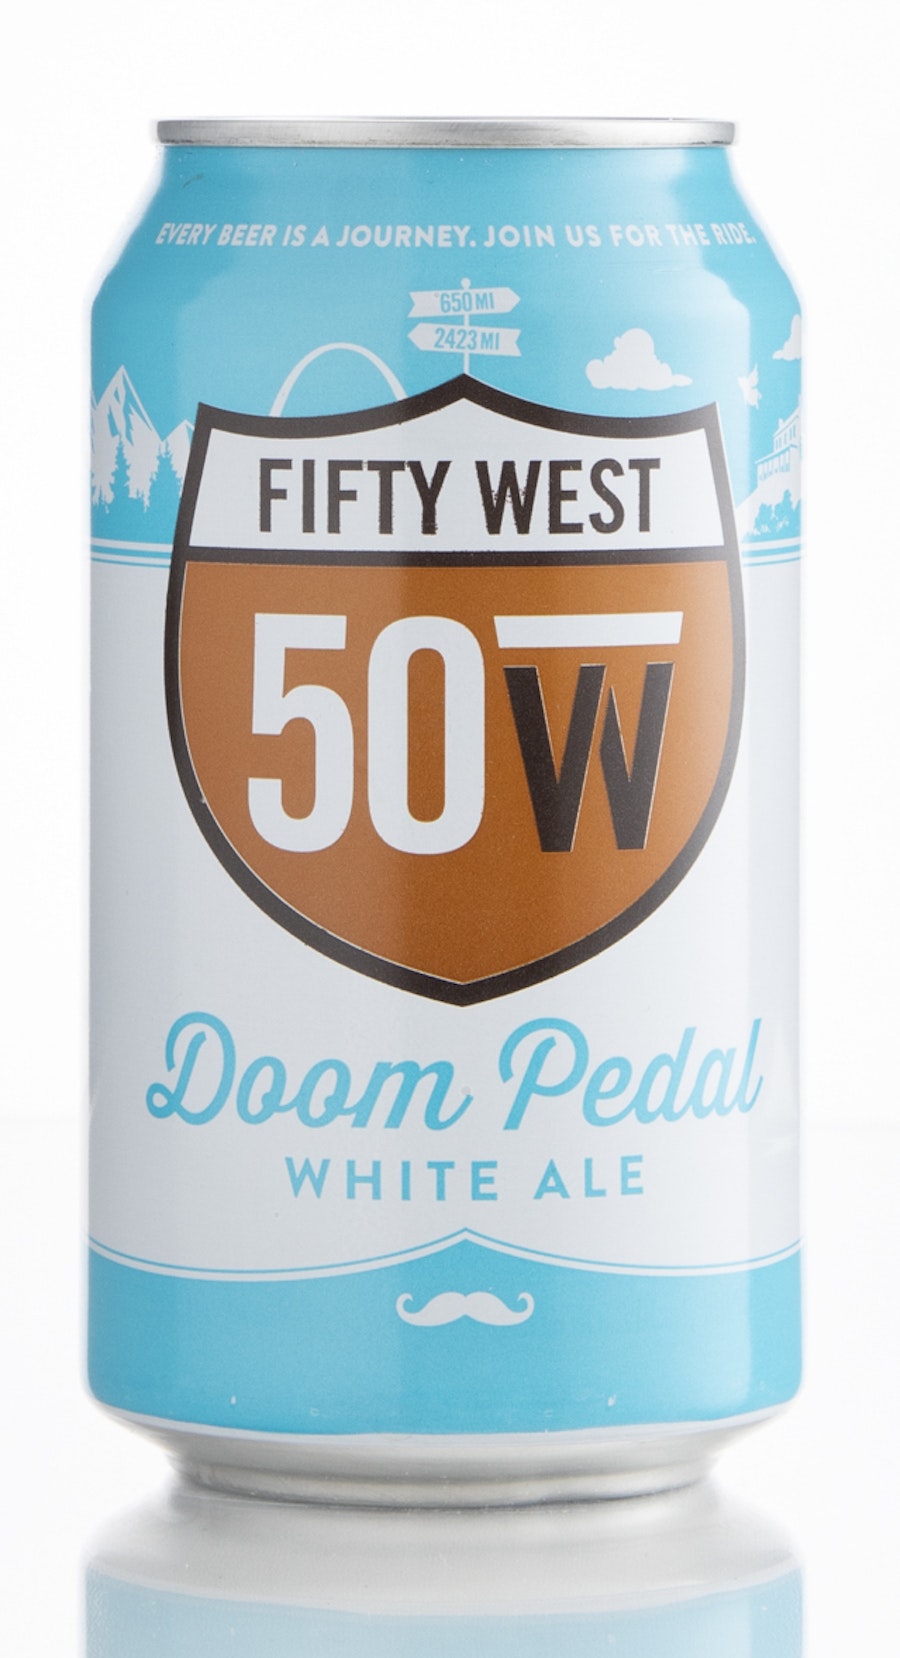 EVERY BEER IS A JOURNEY. JOIN US FOR THE RIDE.
650 MI
2423 MI
FIFTY WEST
50W
Doom Pedal
WHITE ALE